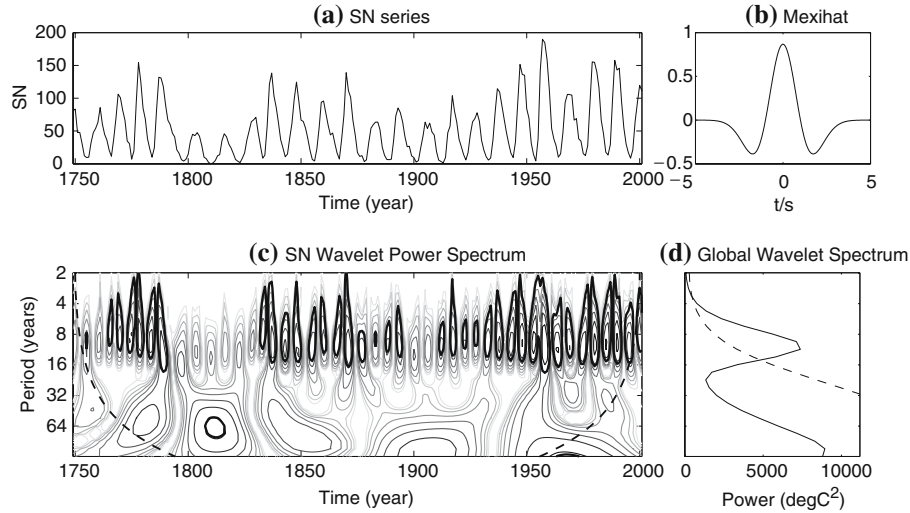 (a) SN series
SN
200
150
100
50
0
1750 1800 1850 1900 1950 2000
Time (year)
(b) Mexihat
1
0.5
0
−0.5
−5 0 5
t/s
(c) SN Wavelet Power Spectrum
Period (years)
2
4
8
16
32
64
1750 1800 1850 1900 1950 2000
Time (year)
(d) Global Wavelet Spectrum
0 5000 10000
Power (degC²)